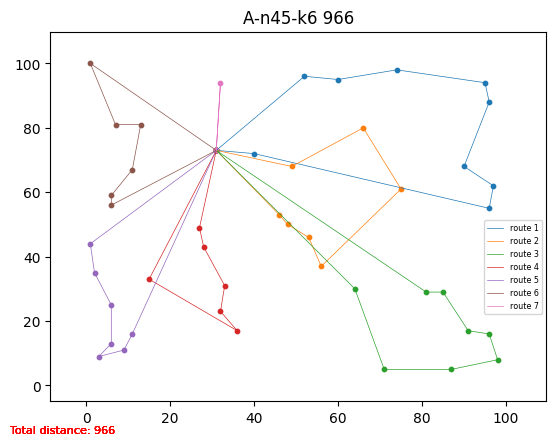 A-n45-k6 966
100
80
60
40
20
0
route 1
route 2
route 3
route 4
route 5
route 6
route 7
0 20 40 60 80 100
Total distance: 966